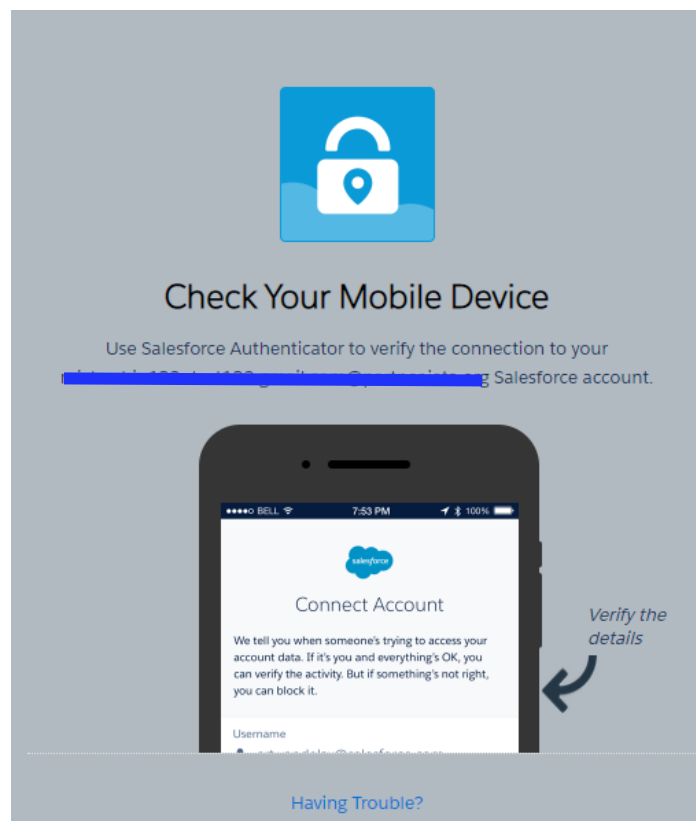 Check Your Mobile Device
Use Salesforce Authenticator to verify the connection to your
Salesforce account.
●●●●○ BELL 7:53 PM 100%
salesforce
Connect Account
Verify the
details
We tell you when someone's trying to access your
account data. If it's you and everything's OK, you
can verify the activity. But if something's not right,
you can block it.
Username
Having Trouble?